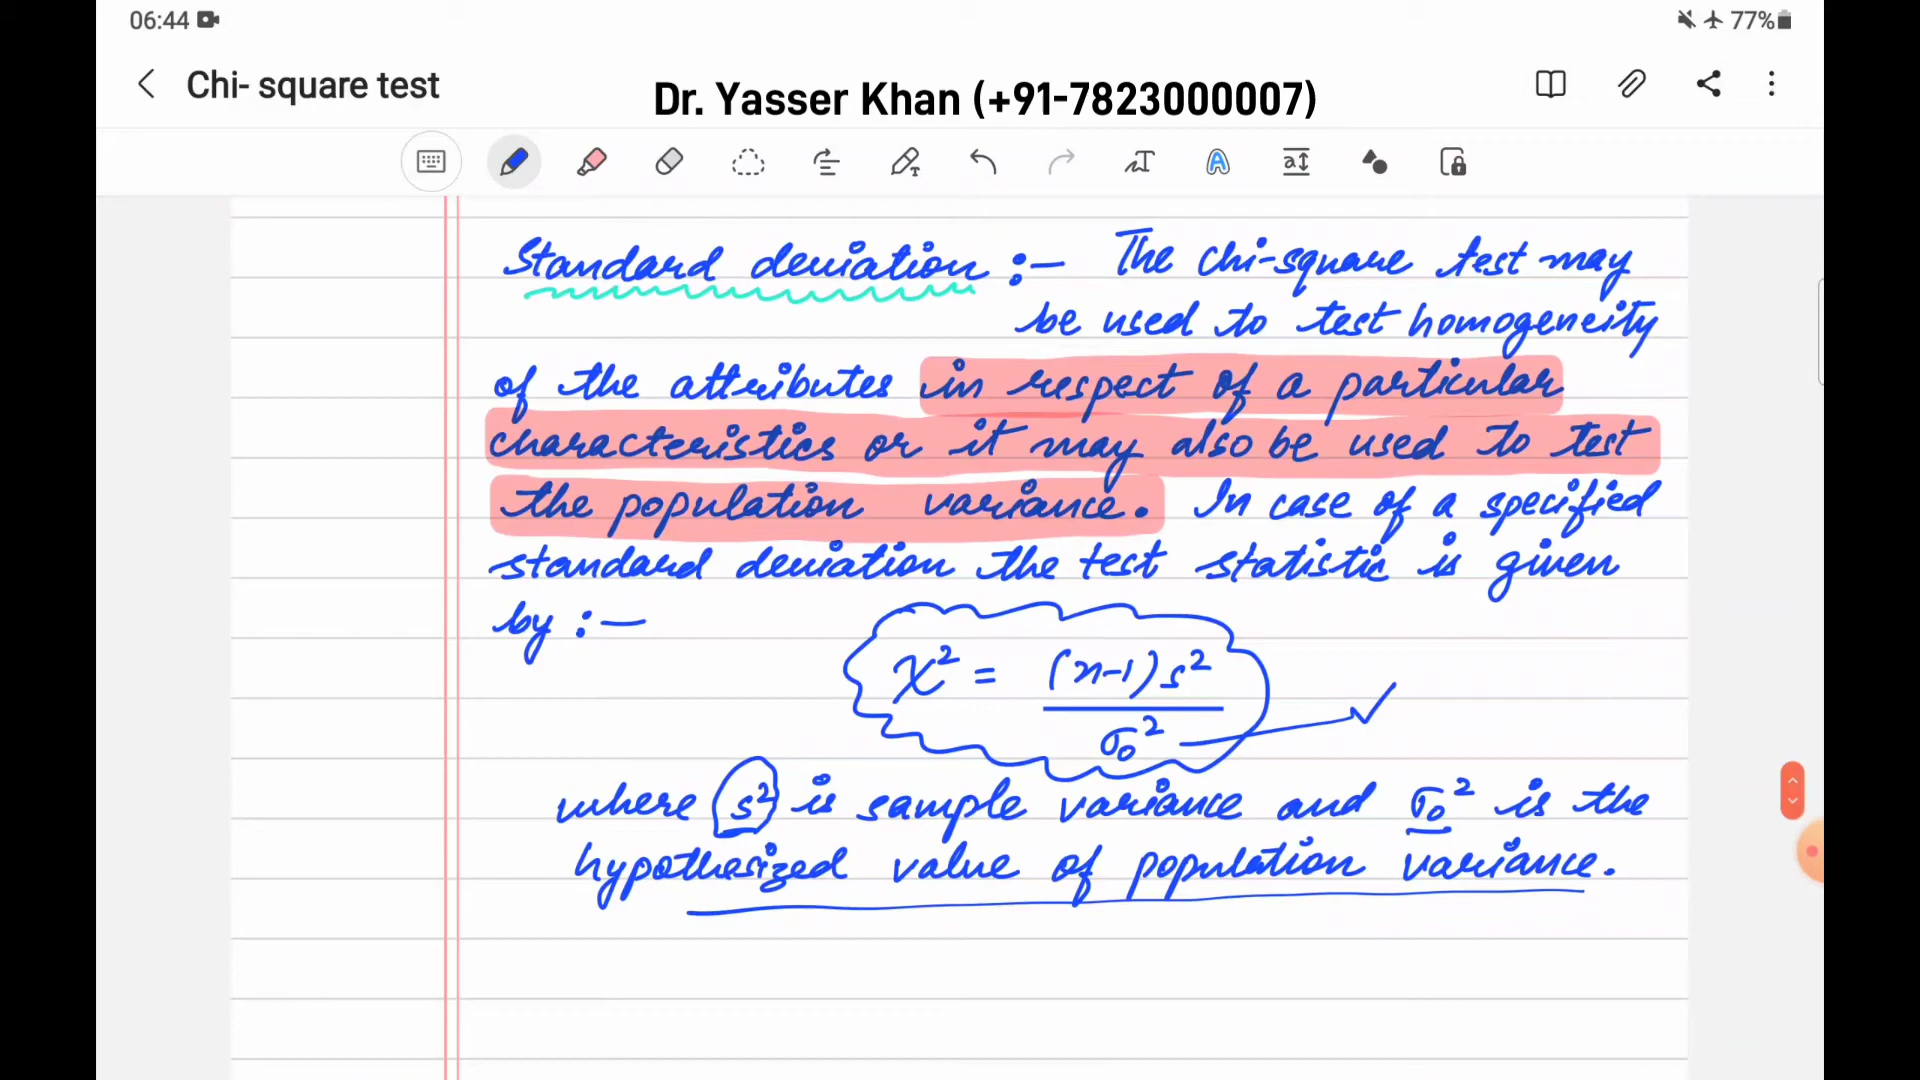 06:44
77%
Chi- square test
Dr. Yasser Khan (+91-7823000007)
Standard deviation :- The chi-square test may
be used to test homogeneity
of the attributes in respect of a particular
characteristics or it may also be used to test
the population variance. In case of a specified
standard deviation the test statistic is given
by :-
χ² = (n-1)s² / σ₀²
where s² is sample variance and σ₀² is the
hypothesized value of population variance.